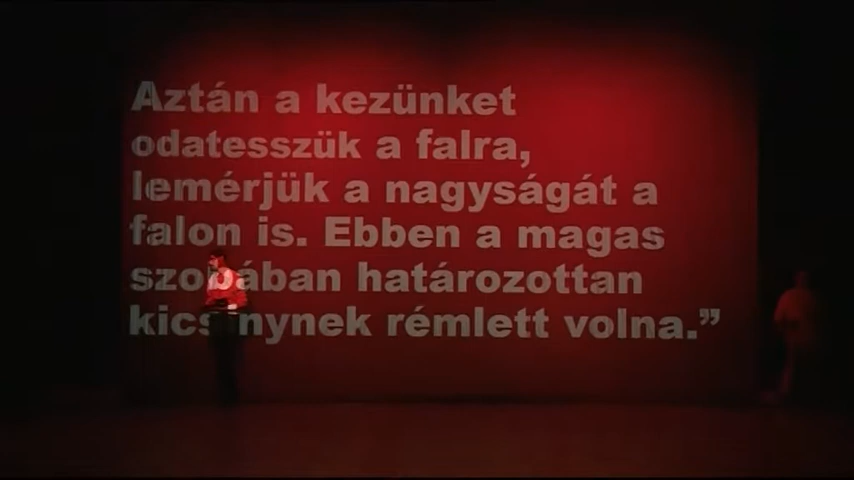 Aztán a kezünket
odatesszük a falra,
lemérjük a nagyságát a
falon is. Ebben a magas
szobában határozottan
kicsinynek rémlett volna.”